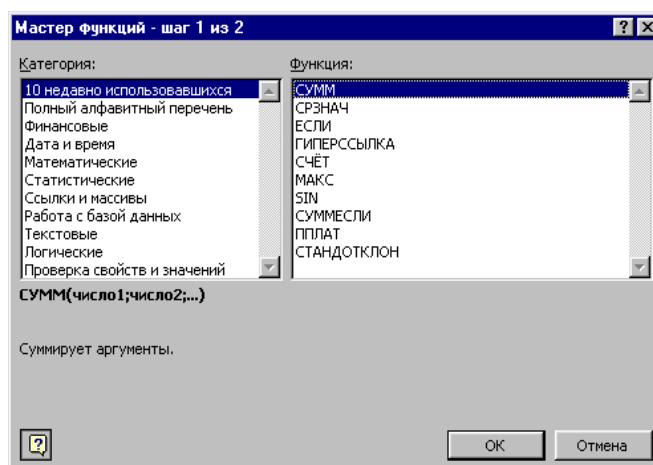 Мастер функций - шаг 1 из 2
Категория:
10 недавно использовавшихся
Полный алфавитный перечень
Финансовые
Дата и время
Математические
Статистические
Ссылки и массивы
Работа с базой данных
Текстовые
Логические
Проверка свойств и значений
Функция:
СУММ
СРЗНАЧ
ЕСЛИ
ГИПЕРССЫЛКА
СЧЁТ
МАКС
SIN
СУММЕСЛИ
ППЛАТ
СТАНДОТКЛОН
СУММ(число1;число2;...)
Суммирует аргументы.
ОК
Отмена